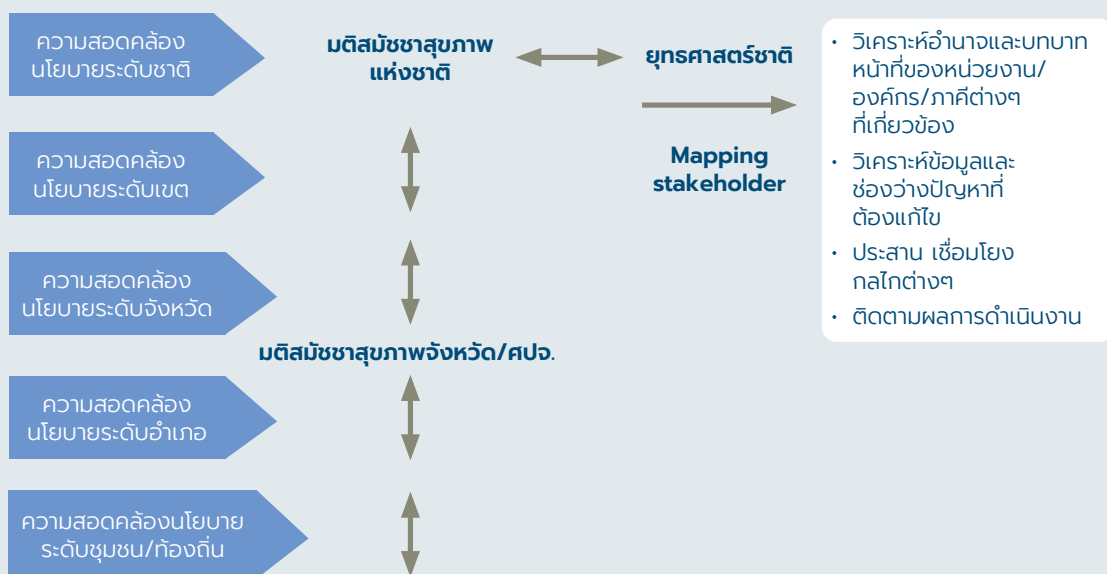 ความสอดคล้อง
นโยบายระดับชาติ
มติสมัชชาสุขภาพ
แห่งชาติ
ยุทธศาสตร์ชาติ
Mapping
stakeholder
• วิเคราะห์อำนาจและบทบาท
หน้าที่ของหน่วยงาน/
องค์กร/ภาคีต่างๆ
ที่เกี่ยวข้อง
• วิเคราะห์ข้อมูลและ
ช่องว่างปัญหาที่
ต้องแก้ไข
• ประสาน เชื่อมโยง
กลไกต่างๆ
• ติดตามผลการดำเนินงาน
ความสอดคล้อง
นโยบายระดับเขต
ความสอดคล้อง
นโยบายระดับจังหวัด
มติสมัชชาสุขภาพจังหวัด/ศปจ.
ความสอดคล้อง
นโยบายระดับอำเภอ
ความสอดคล้องนโยบาย
ระดับชุมชน/ท้องถิ่น